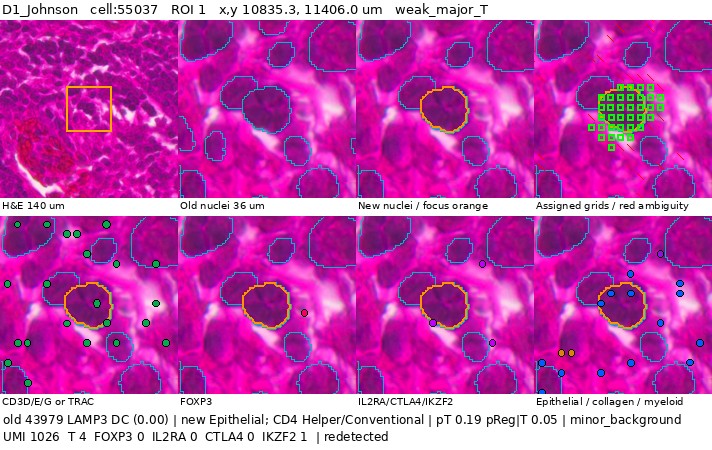 D1_Johnson cell:55037 ROI 1 x,y 10835.3, 11406.0 um weak_major_T
H&E 140 um
Old nuclei 36 um
New nuclei / focus orange
Assigned grids / red ambiguity
CD3D/E/G or TRAC
FOXP3
IL2RA/CTLA4/IKZF2
Epithelial / collagen / myeloid
old 43979 LAMP3 DC (0.00) | new Epithelial; CD4 Helper/Conventional | pT 0.19 pReg|T 0.05 | minor_background
UMI 1026 T 4 FOXP3 0 IL2RA 0 CTLA4 0 IKZF2 1 | redetected